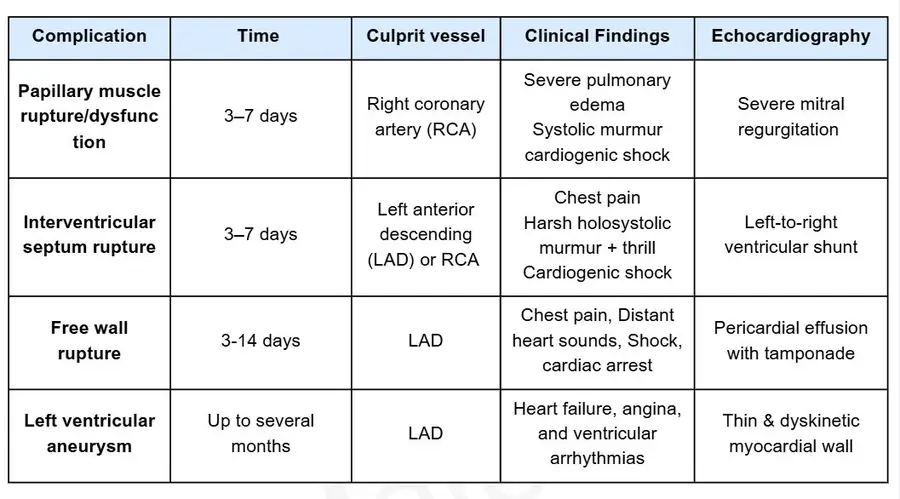 Complication
Time
Culprit vessel
Clinical Findings
Echocardiography
Papillary muscle
rupture/dysfunc
tion
3–7 days
Right coronary
artery (RCA)
Severe pulmonary
edema
Systolic murmur
cardiogenic shock
Severe mitral
regurgitation
Interventricular
septum rupture
3–7 days
Left anterior
descending
(LAD) or RCA
Chest pain
Harsh holosystolic
murmur + thrill
Cardiogenic shock
Left-to-right
ventricular shunt
Free wall
rupture
3-14 days
LAD
Chest pain, Distant
heart sounds, Shock,
cardiac arrest
Pericardial effusion
with tamponade
Left ventricular
aneurysm
Up to several
months
LAD
Heart failure, angina,
and ventricular
arrhythmias
Thin & dyskinetic
myocardial wall